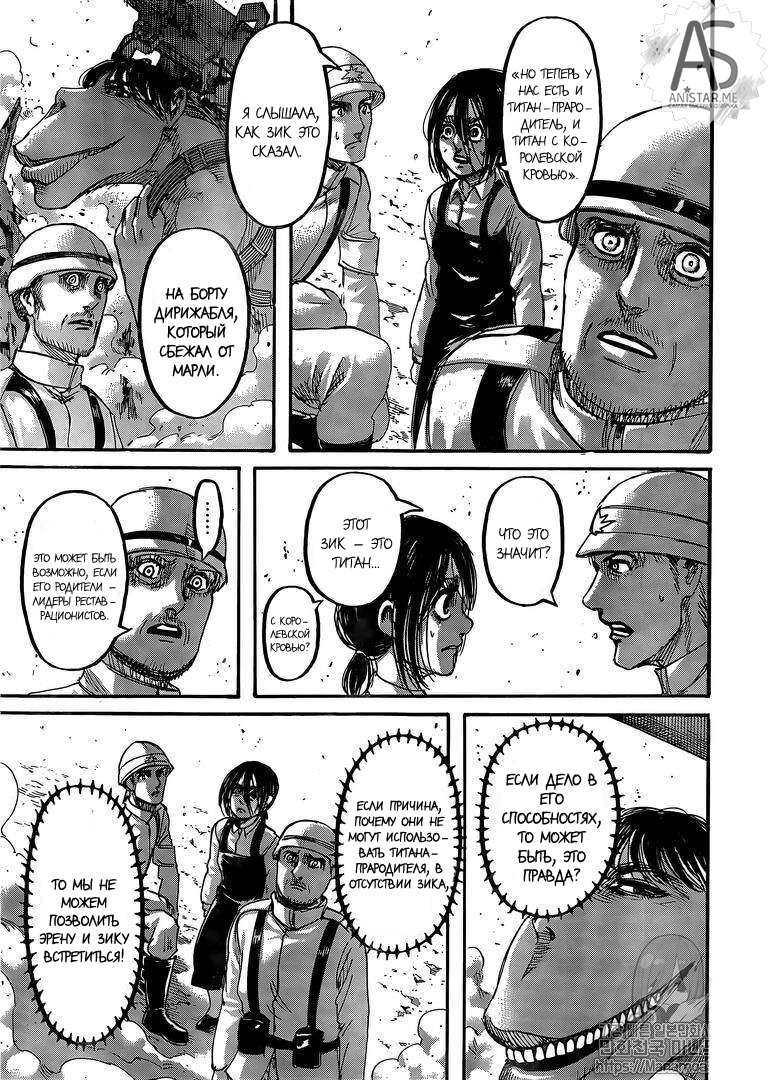 AS
ANISTAR.ME
«НО ТЕПЕРЬ У
НАС ЕСТЬ И
ТИТАН-ПРАРО-
ДИТЕЛЬ, И
ТИТАН С КО-
РОЛЕВСКОЙ
КРОВЬЮ».
Я СЛЫШАЛА,
КАК ЗИК ЭТО
СКАЗАЛ.
НА БОРТУ
ДИРИЖАБЛЯ,
КОТОРЫЙ
СБЕЖАЛ ОТ
МАРЛИ.
ЧТО ЭТО
ЗНАЧИТ?
ЭТОТ
ЗИК – ЭТО
ТИТАН...
С КОРО-
ЛЕВСКОЙ
КРОВЬЮ?
......
ЭТО МОЖЕТ БЫТЬ
ВОЗМОЖНО, ЕСЛИ
ЕГО РОДИТЕЛИ –
ЛИДЕРЫ РЕСТАВ-
РАЦИОНИСТОВ.
ЕСЛИ ДЕЛО В
ЕГО
СПОСОБНОСТЯХ,
ТО МОЖЕТ
БЫТЬ, ЭТО
ПРАВДА?
ЕСЛИ ПРИЧИНА,
ПОЧЕМУ ОНИ НЕ
МОГУТ ИСПОЛЬЗО-
ВАТЬ ТИТАНА-
ПРАРОДИТЕЛЯ, В
ОТСУТСТВИИ ЗИКА,
ТО МЫ НЕ
МОЖЕМ
ПОЗВОЛИТЬ
ЭРЕНУ И ЗИКУ
ВСТРЕТИТЬСЯ!